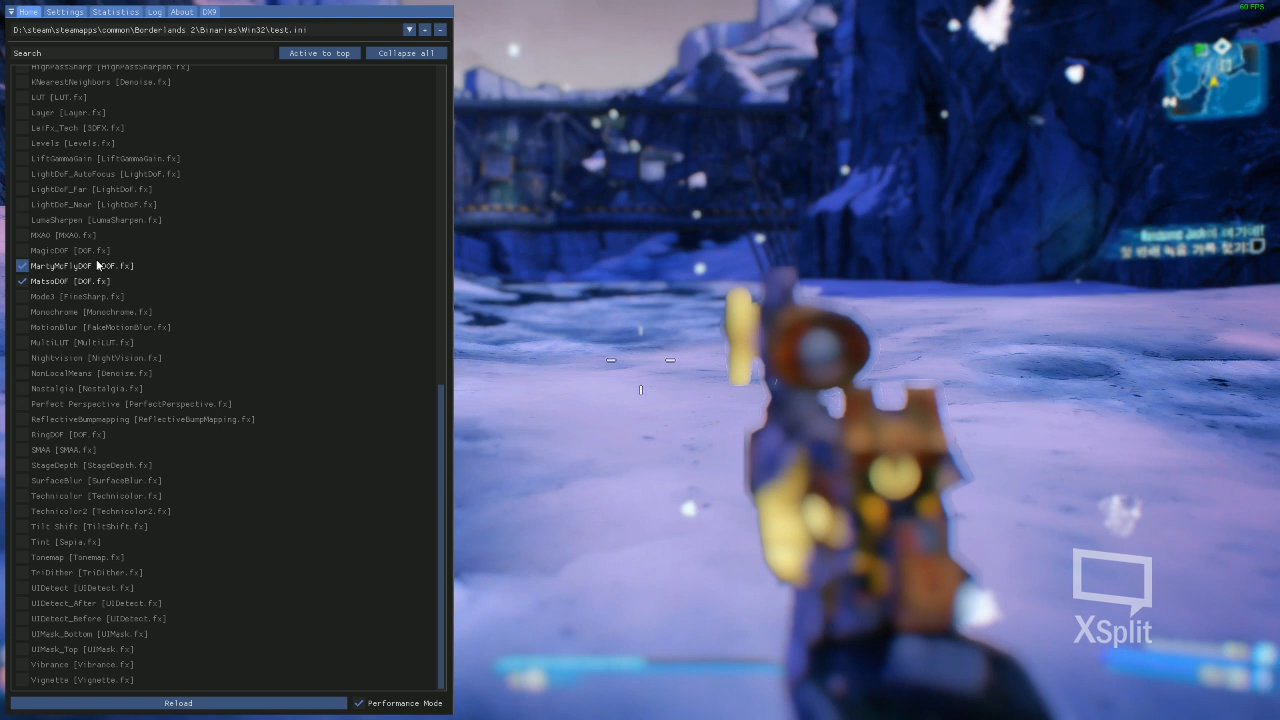 Home Settings Statistics Log About DX9
60 FPS
D:\steam\steamapps\common\Borderlands 2\Binaries\Win32\test.ini
Search Active to top Collapse all
HighPassSharp [HighPassSharpen.fx]
KNearestNeighbors [Denoise.fx]
LUT [LUT.fx]
Layer [Layer.fx]
LeiFx_Tech [3DFX.fx]
Levels [Levels.fx]
LiftGammaGain [LiftGammaGain.fx]
LightDoF_AutoFocus [LightDoF.fx]
LightDoF_Far [LightDoF.fx]
LightDoF_Near [LightDoF.fx]
LumaSharpen [LumaSharpen.fx]
MXAO [MXAO.fx]
MagicDOF [DOF.fx]
MartyMcFlyDOF [DOF.fx]
MatsoDOF [DOF.fx]
Mode3 [FineSharp.fx]
Monochrome [Monochrome.fx]
MotionBlur [FakeMotionBlur.fx]
MultiLUT [MultiLUT.fx]
Nightvision [NightVision.fx]
NonLocalMeans [Denoise.fx]
Nostalgia [Nostalgia.fx]
Perfect Perspective [PerfectPerspective.fx]
ReflectiveBumpmapping [ReflectiveBumpMapping.fx]
RingDOF [DOF.fx]
SMAA [SMAA.fx]
StageDepth [StageDepth.fx]
SurfaceBlur [SurfaceBlur.fx]
Technicolor [Technicolor.fx]
Technicolor2 [Technicolor2.fx]
Tilt Shift [TiltShift.fx]
Tint [Sepia.fx]
Tonemap [Tonemap.fx]
TriDither [TriDither.fx]
UIDetect [UIDetect.fx]
UIDetect_After [UIDetect.fx]
UIDetect_Before [UIDetect.fx]
UIMask_Bottom [UIMask.fx]
UIMask_Top [UIMask.fx]
Vibrance [Vibrance.fx]
Vignette [Vignette.fx]
Reload Performance Mode
N
XSplit